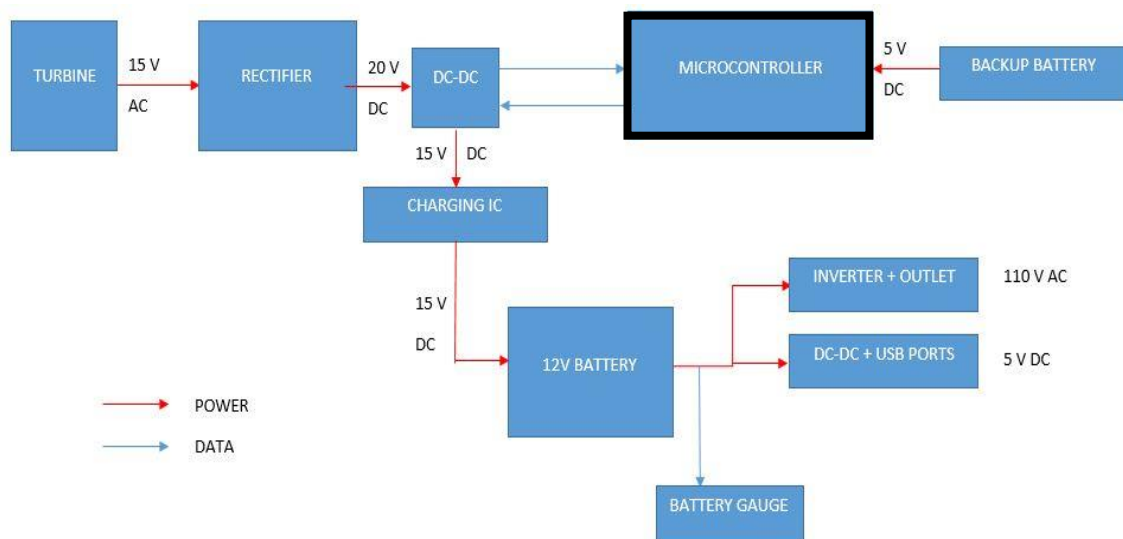 TURBINE
15 V
AC
RECTIFIER
20 V
DC
DC-DC
MICROCONTROLLER
5 V
DC
BACKUP BATTERY
15 V
DC
CHARGING IC
15 V
DC
12V BATTERY
INVERTER + OUTLET
110 V AC
DC-DC + USB PORTS
5 V DC
POWER
DATA
BATTERY GAUGE